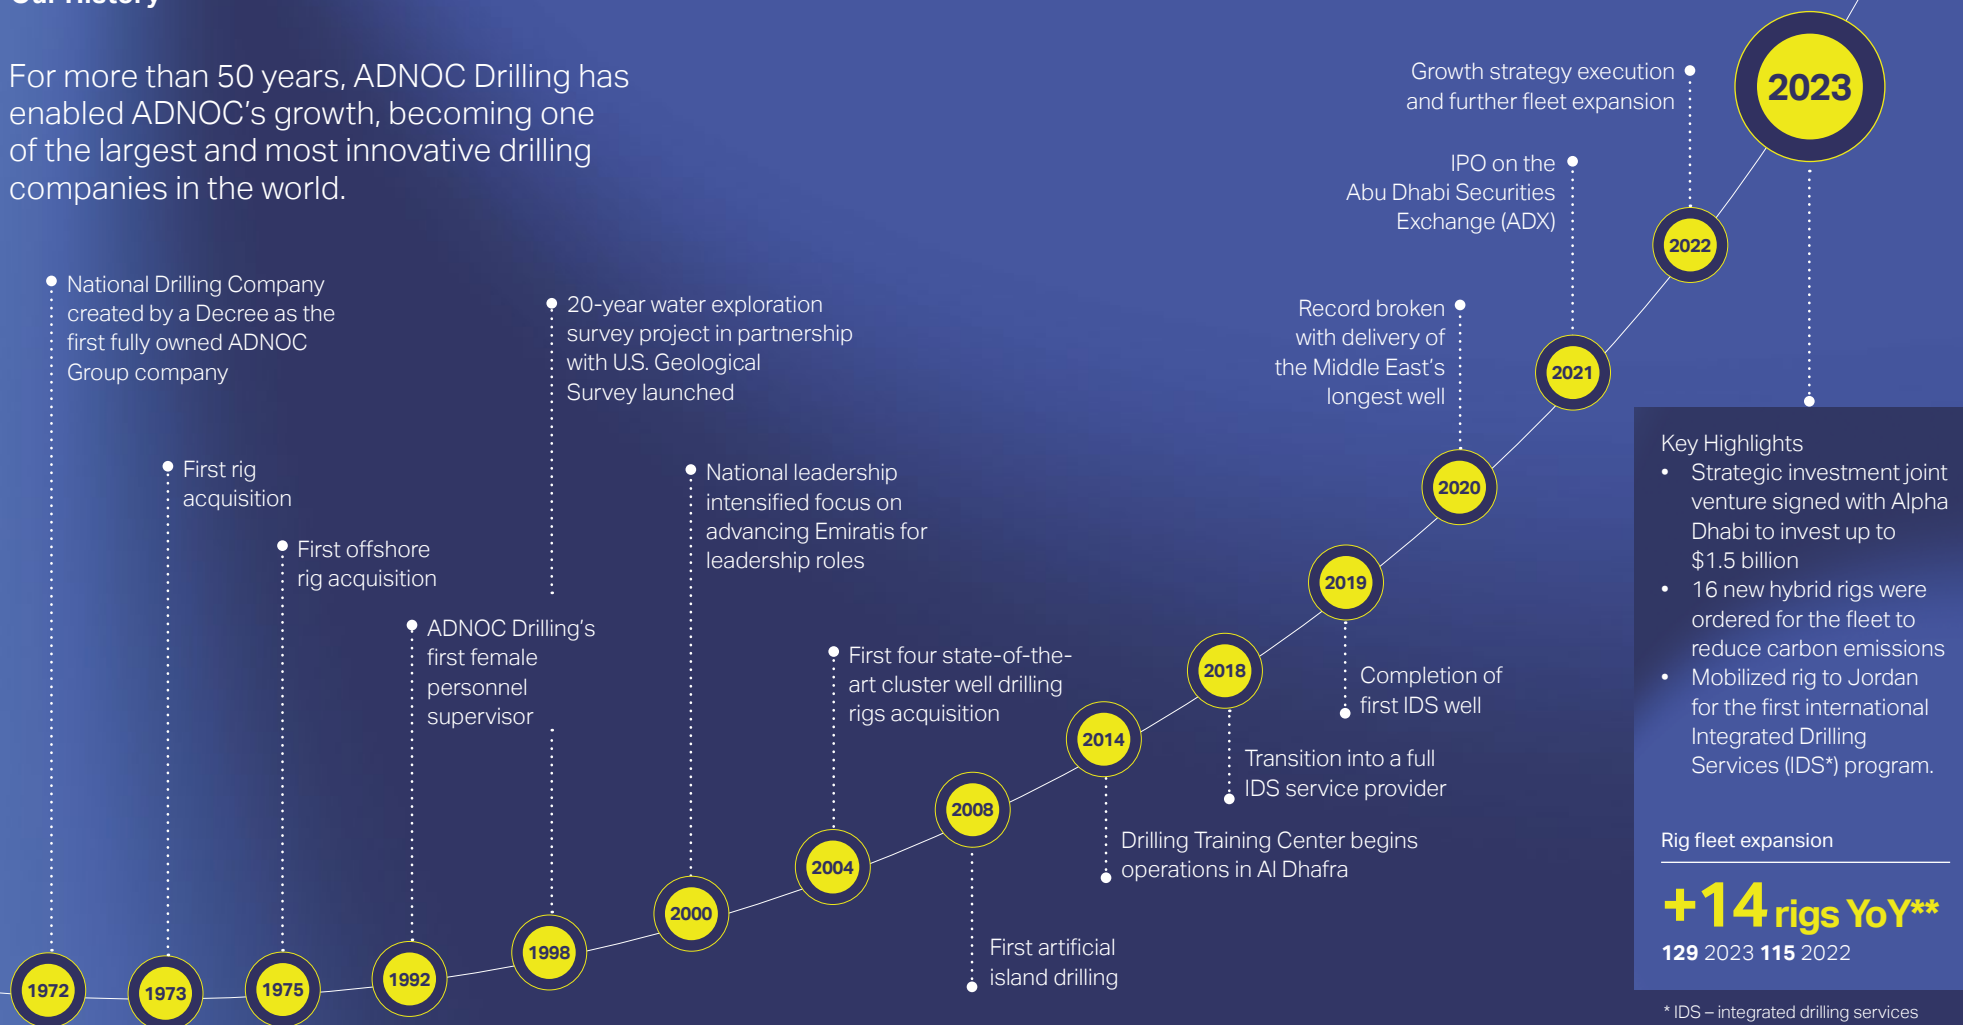 Our History
For more than 50 years, ADNOC Drilling has
enabled ADNOC's growth, becoming one
of the largest and most innovative drilling
companies in the world.
National Drilling Company
created by a Decree as the
first fully owned ADNOC
Group company
1972
First rig
acquisition
1973
First offshore
rig acquisition
1975
ADNOC Drilling's
first female
personnel
supervisor
1992
20-year water exploration
survey project in partnership
with U.S. Geological
Survey launched
1998
National leadership
intensified focus on
advancing Emiratis for
leadership roles
2000
First four state-of-the-
art cluster well drilling
rigs acquisition
2004
2008
First artificial
island drilling
2014
Drilling Training Center begins
operations in Al Dhafra
2018
Transition into a full
IDS service provider
2019
Completion of
first IDS well
Record broken
with delivery of
the Middle East's
longest well
2020
IPO on the
Abu Dhabi Securities
Exchange (ADX)
2021
Growth strategy execution
and further fleet expansion
2022
2023
Key Highlights
• Strategic investment joint
venture signed with Alpha
Dhabi to invest up to
$1.5 billion
• 16 new hybrid rigs were
ordered for the fleet to
reduce carbon emissions
• Mobilized rig to Jordan
for the first international
Integrated Drilling
Services (IDS*) program.
Rig fleet expansion
+14 rigs YoY**
129 2023 115 2022
* IDS – integrated drilling services